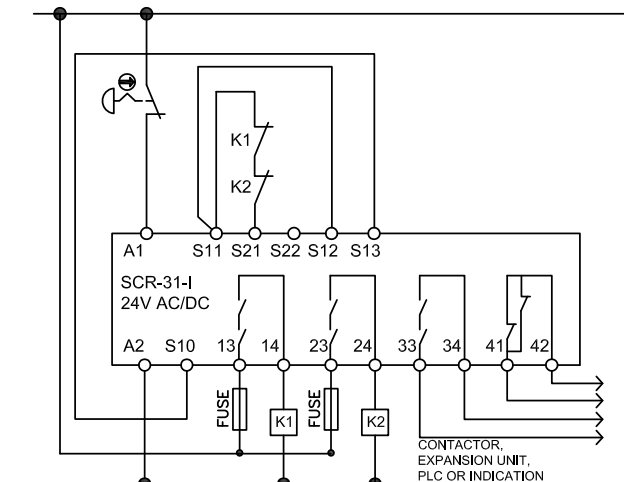 K1
K2
A1
S11
S21
S22
S12
S13
SCR-31-I
24V AC/DC
A2
S10
13
14
23
24
33
34
41
42
FUSE
K1
FUSE
K2
CONTACTOR,
EXPANSION UNIT,
PLC OR INDICATION